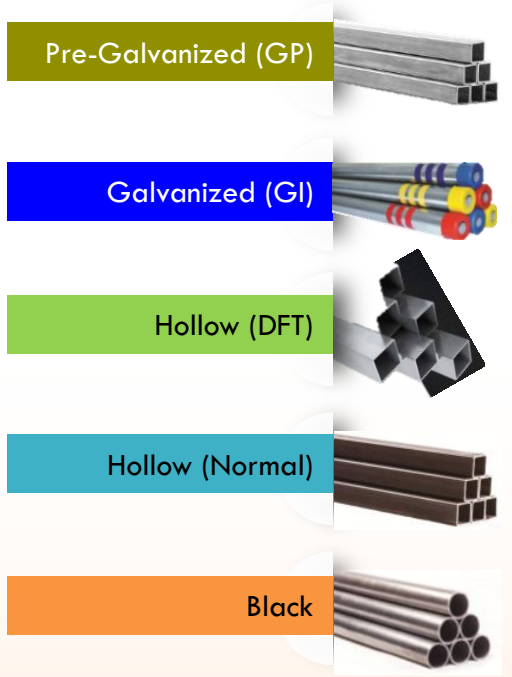 Pre-Galvanized (GP)
Galvanized (GI)
Hollow (DFT)
Hollow (Normal)
Black